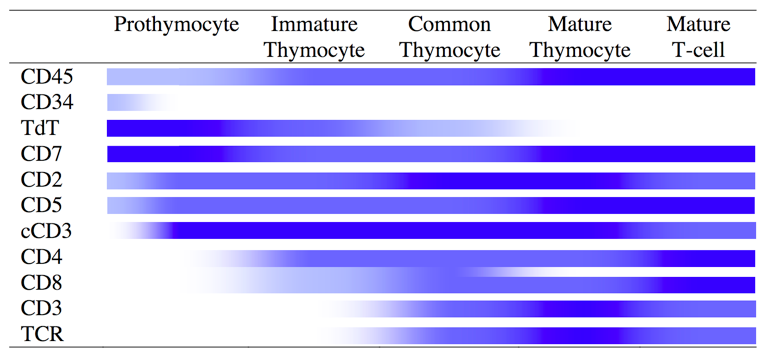 Prothymocyte Immature Common Mature Mature
Thymocyte Thymocyte Thymocyte T-cell
CD45
CD34
TdT
CD7
CD2
CD5
cCD3
CD4
CD8
CD3
TCR